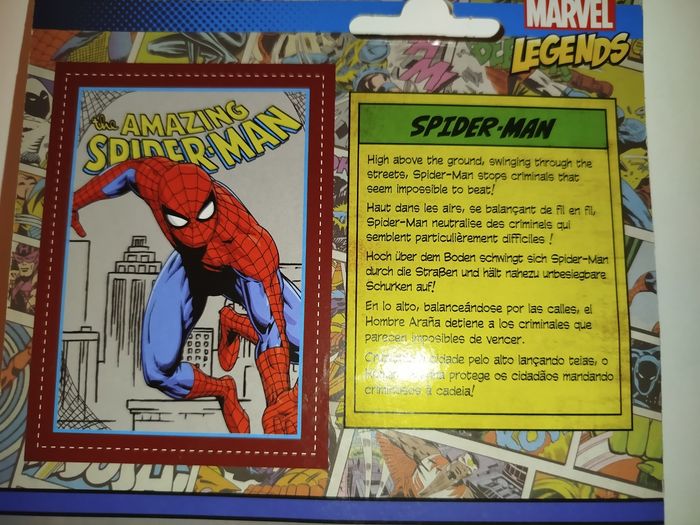 MARVEL
LEGENDS
the AMAZING
SPIDER-MAN
SPIDER-MAN
High above the ground, swinging through the
streets, Spider-Man stops criminals that
seem impossible to beat!
Haut dans les airs, se balançant de fil en fil,
Spider-Man neutralise des criminels qui
semblent particulièrement difficiles !
Hoch über dem Boden schwingt sich Spider-Man
durch die Straßen und hält nahezu unbesiegbare
Schurken auf!
En lo alto, balanceándose por las calles, el
Hombre Araña detiene a los criminales que
parecen imposibles de vencer.
pelo alto lançando teias, o
protege os cidadãos mandando
criminosos à cadeia!